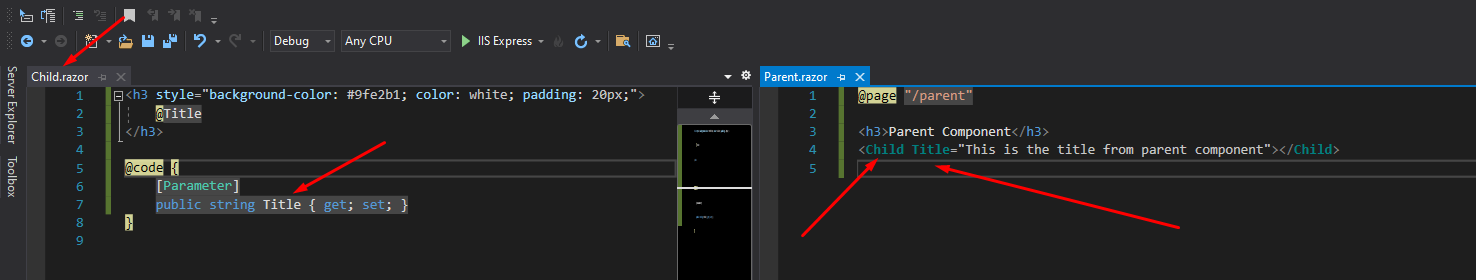 Debug
Any CPU
IIS Express
Server Explorer
Toolbox
Child.razor
1 <h3 style="background-color: #9fe2b1; color: white; padding: 20px;">
2 @Title
3 </h3>
4
5 @code {
6 [Parameter]
7 public string Title { get; set; }
8 }
9
Parent.razor
1 @page "/parent"
2
3 <h3>Parent Component</h3>
4 <Child Title="This is the title from parent component"></Child>
5